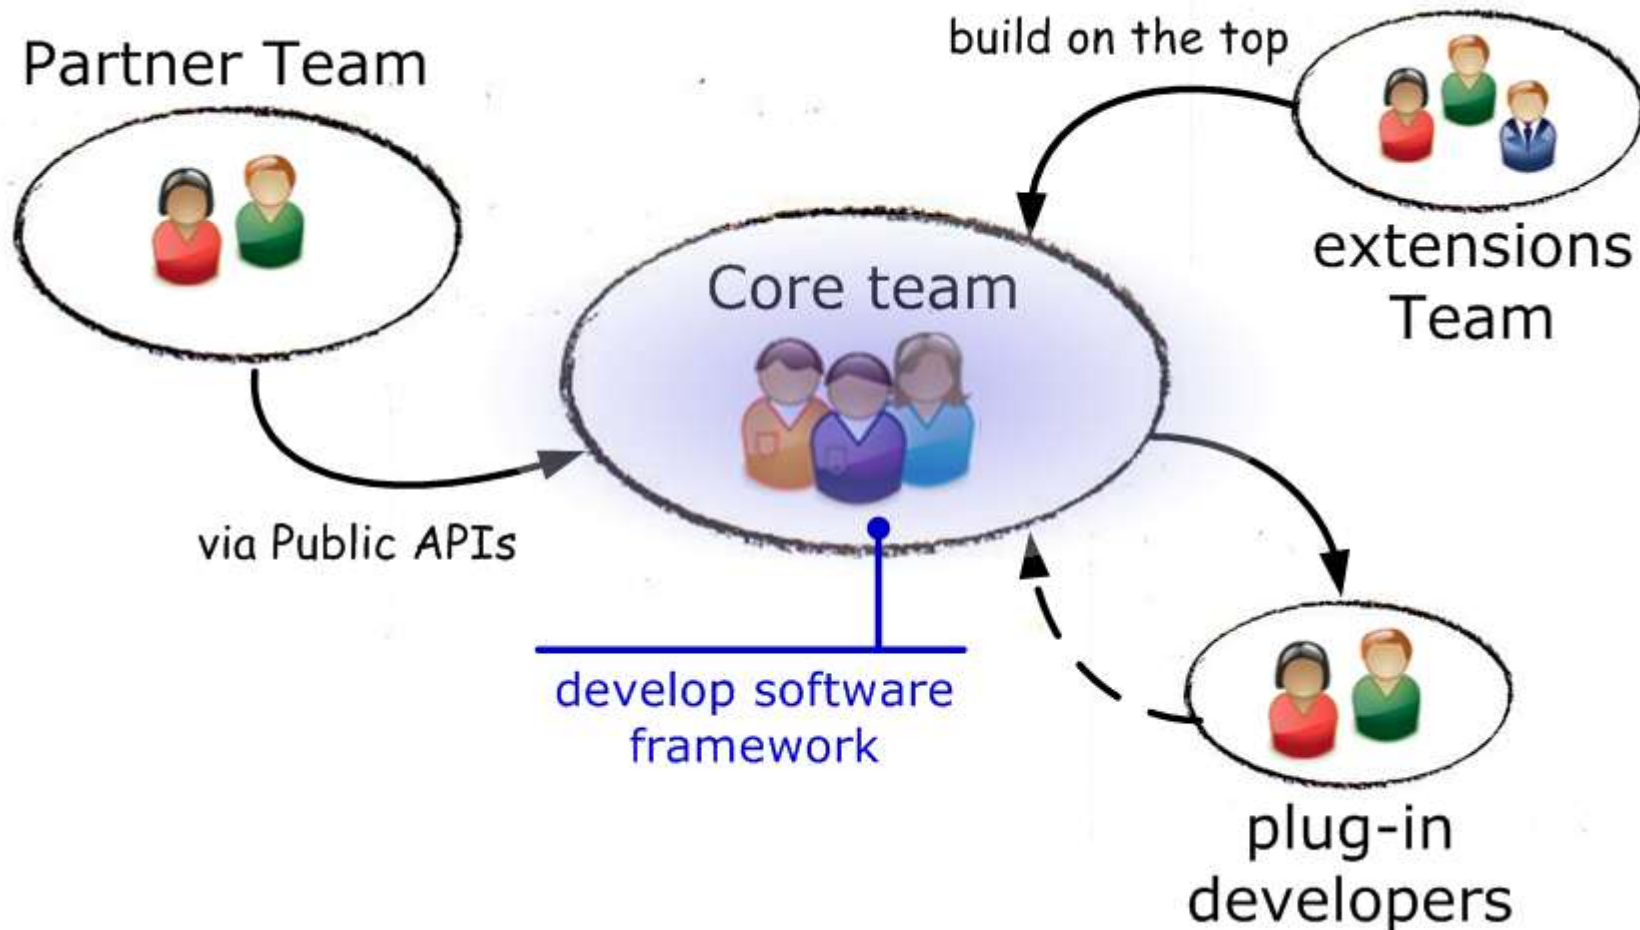 Partner Team
build on the top
extensions
Team
Core team
via Public APIs
develop software
framework
plug-in
developers